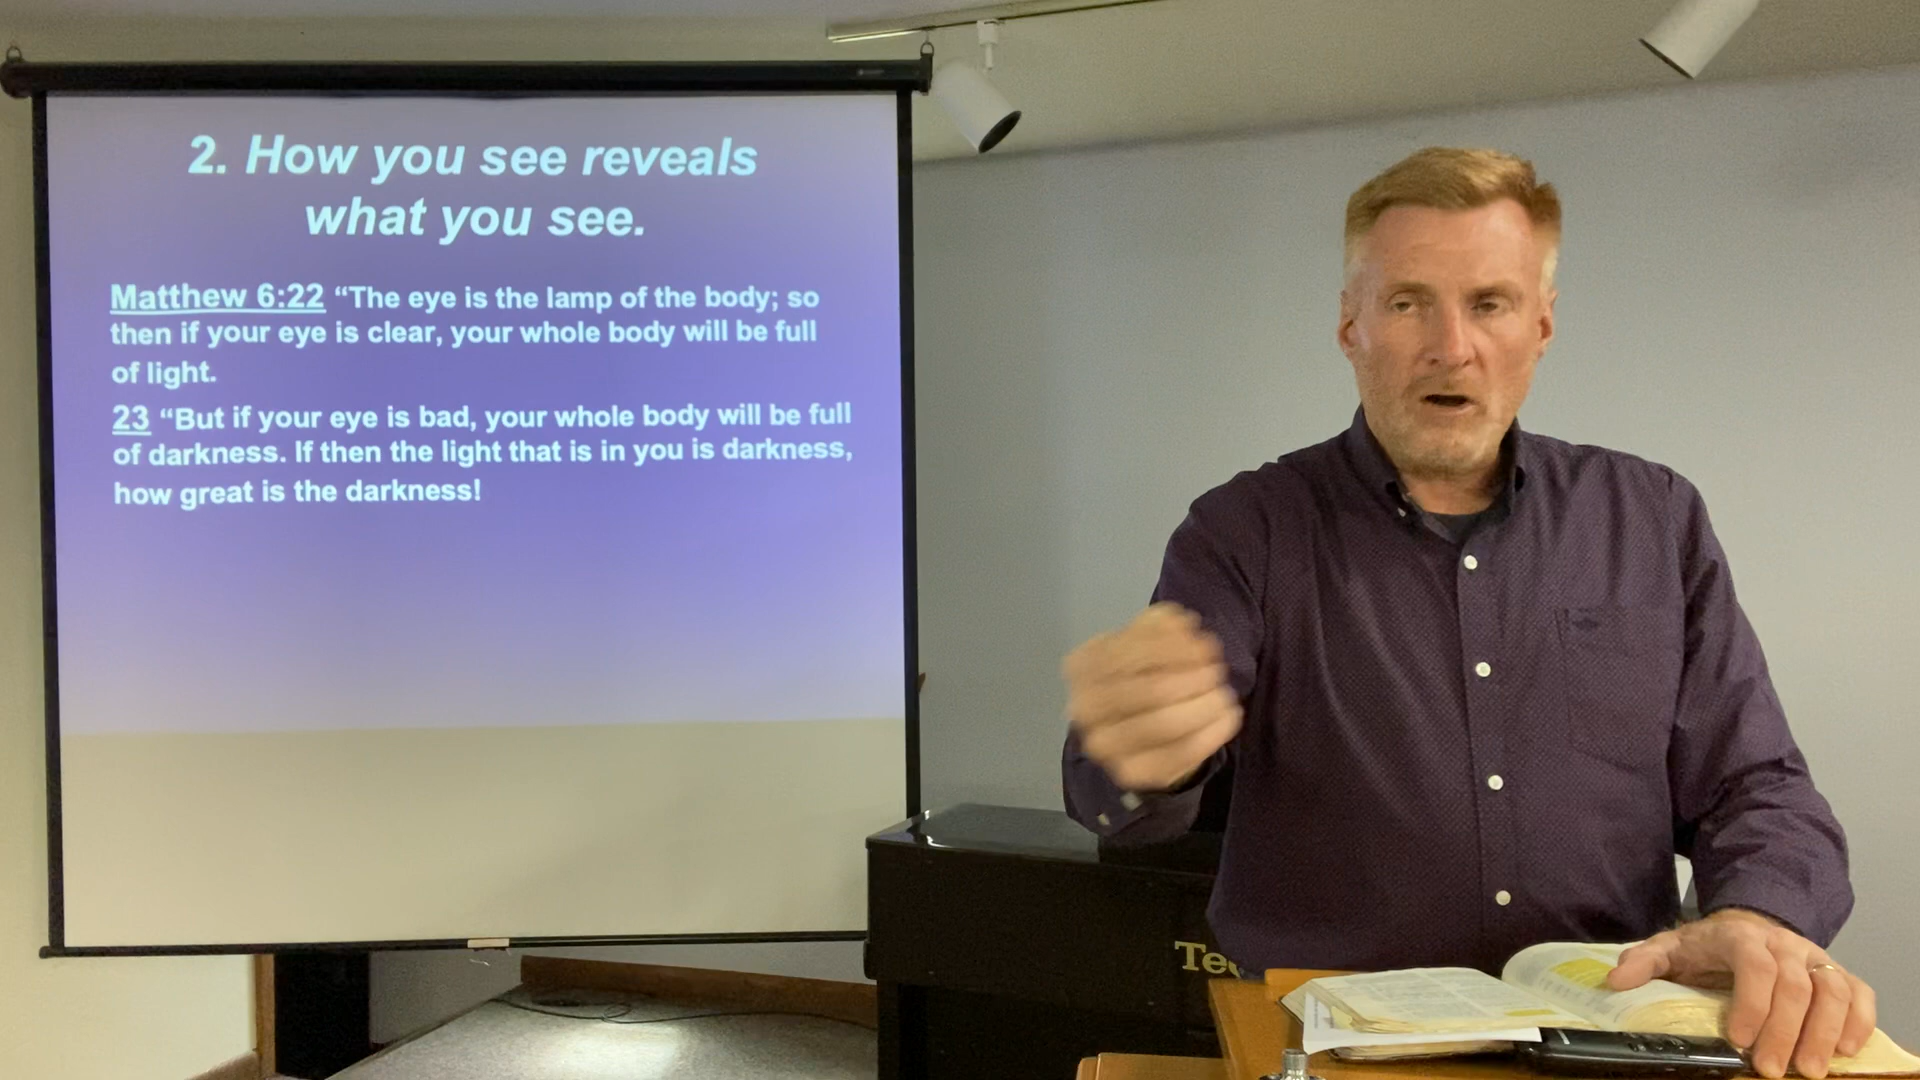 2. How you see reveals
what you see.
Matthew 6:22 “The eye is the lamp of the body; so
then if your eye is clear, your whole body will be full
of light.
23 “But if your eye is bad, your whole body will be full
of darkness. If then the light that is in you is darkness,
how great is the darkness!
Tec